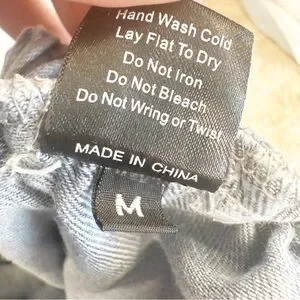 Hand Wash Cold
Lay Flat To Dry
Do Not Iron
Do Not Bleach
Do Not Wring or Twist
MADE IN CHINA
M